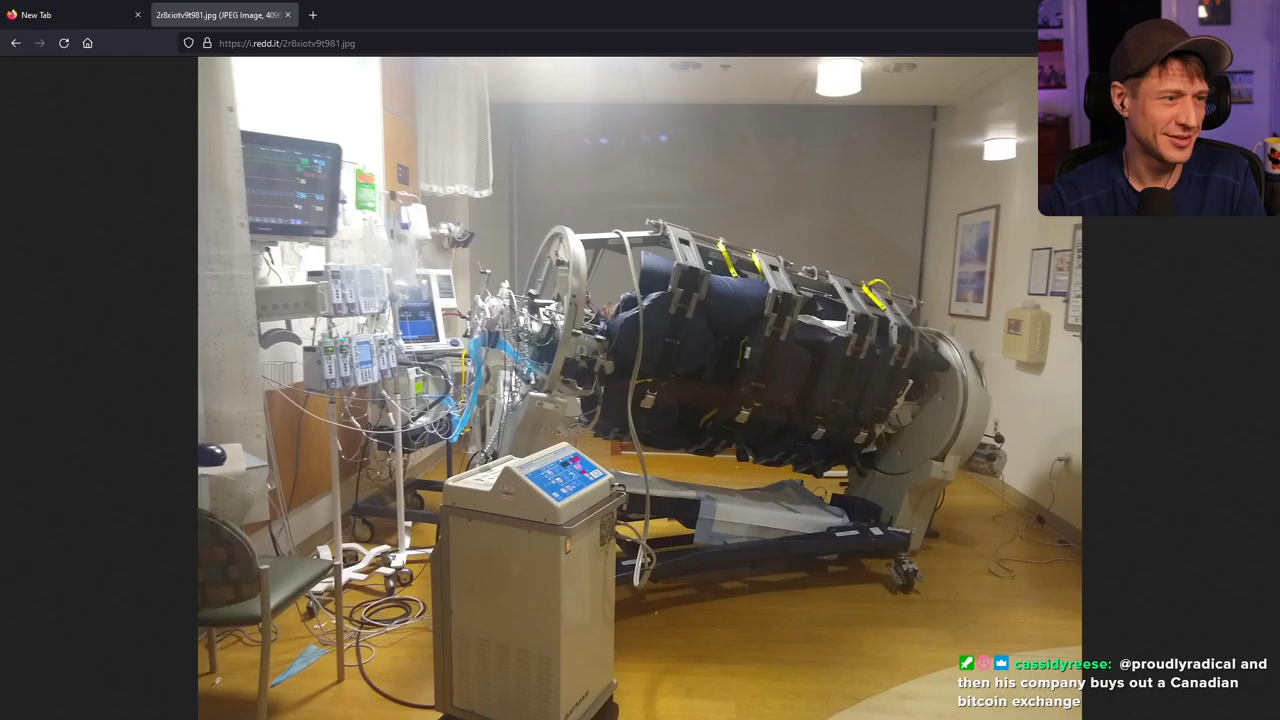 New Tab
2r8xiotv9t981.jpg (JPEG Image, 409
https://i.redd.it/2r8xiotv9t981.jpg
GAYMAR
cassidyreese: @proudlyradical and
then his company buys out a Canadian
bitcoin exchange